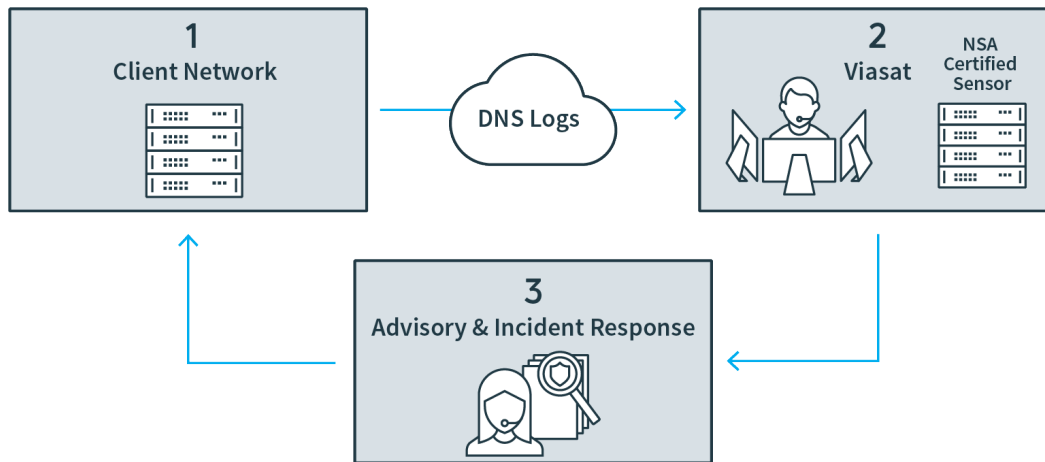 1
Client Network
DNS Logs
2
Viasat
NSA
Certified
Sensor
3
Advisory & Incident Response